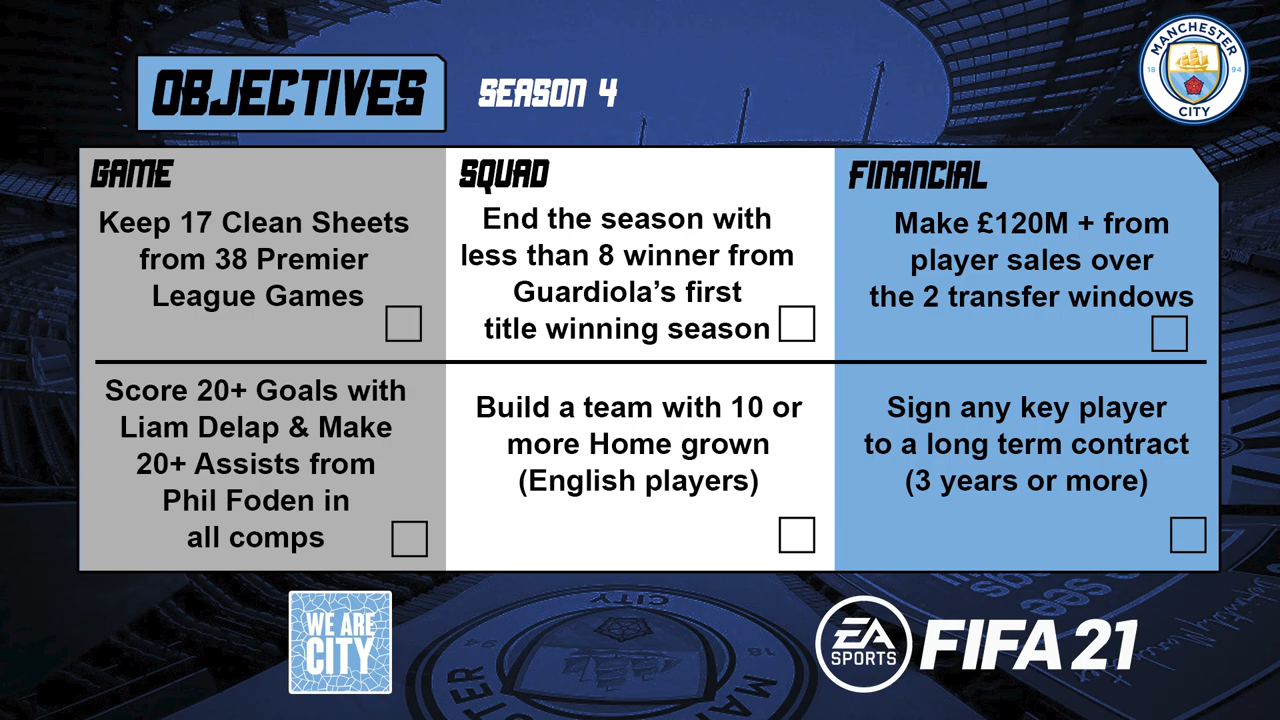 OBJECTIVES
SEASON 4
MANCHESTER
18 94
CITY
GAME
Keep 17 Clean Sheets
from 38 Premier
League Games
Score 20+ Goals with
Liam Delap & Make
20+ Assists from
Phil Foden in
all comps
SQUAD
End the season with
less than 8 winner from
Guardiola’s first
title winning season
Build a team with 10 or
more Home grown
(English players)
FINANCIAL
Make £120M + from
player sales over
the 2 transfer windows
Sign any key player
to a long term contract
(3 years or more)
WE ARE
CITY
EA
SPORTS
FIFA 21
CITY
94 18